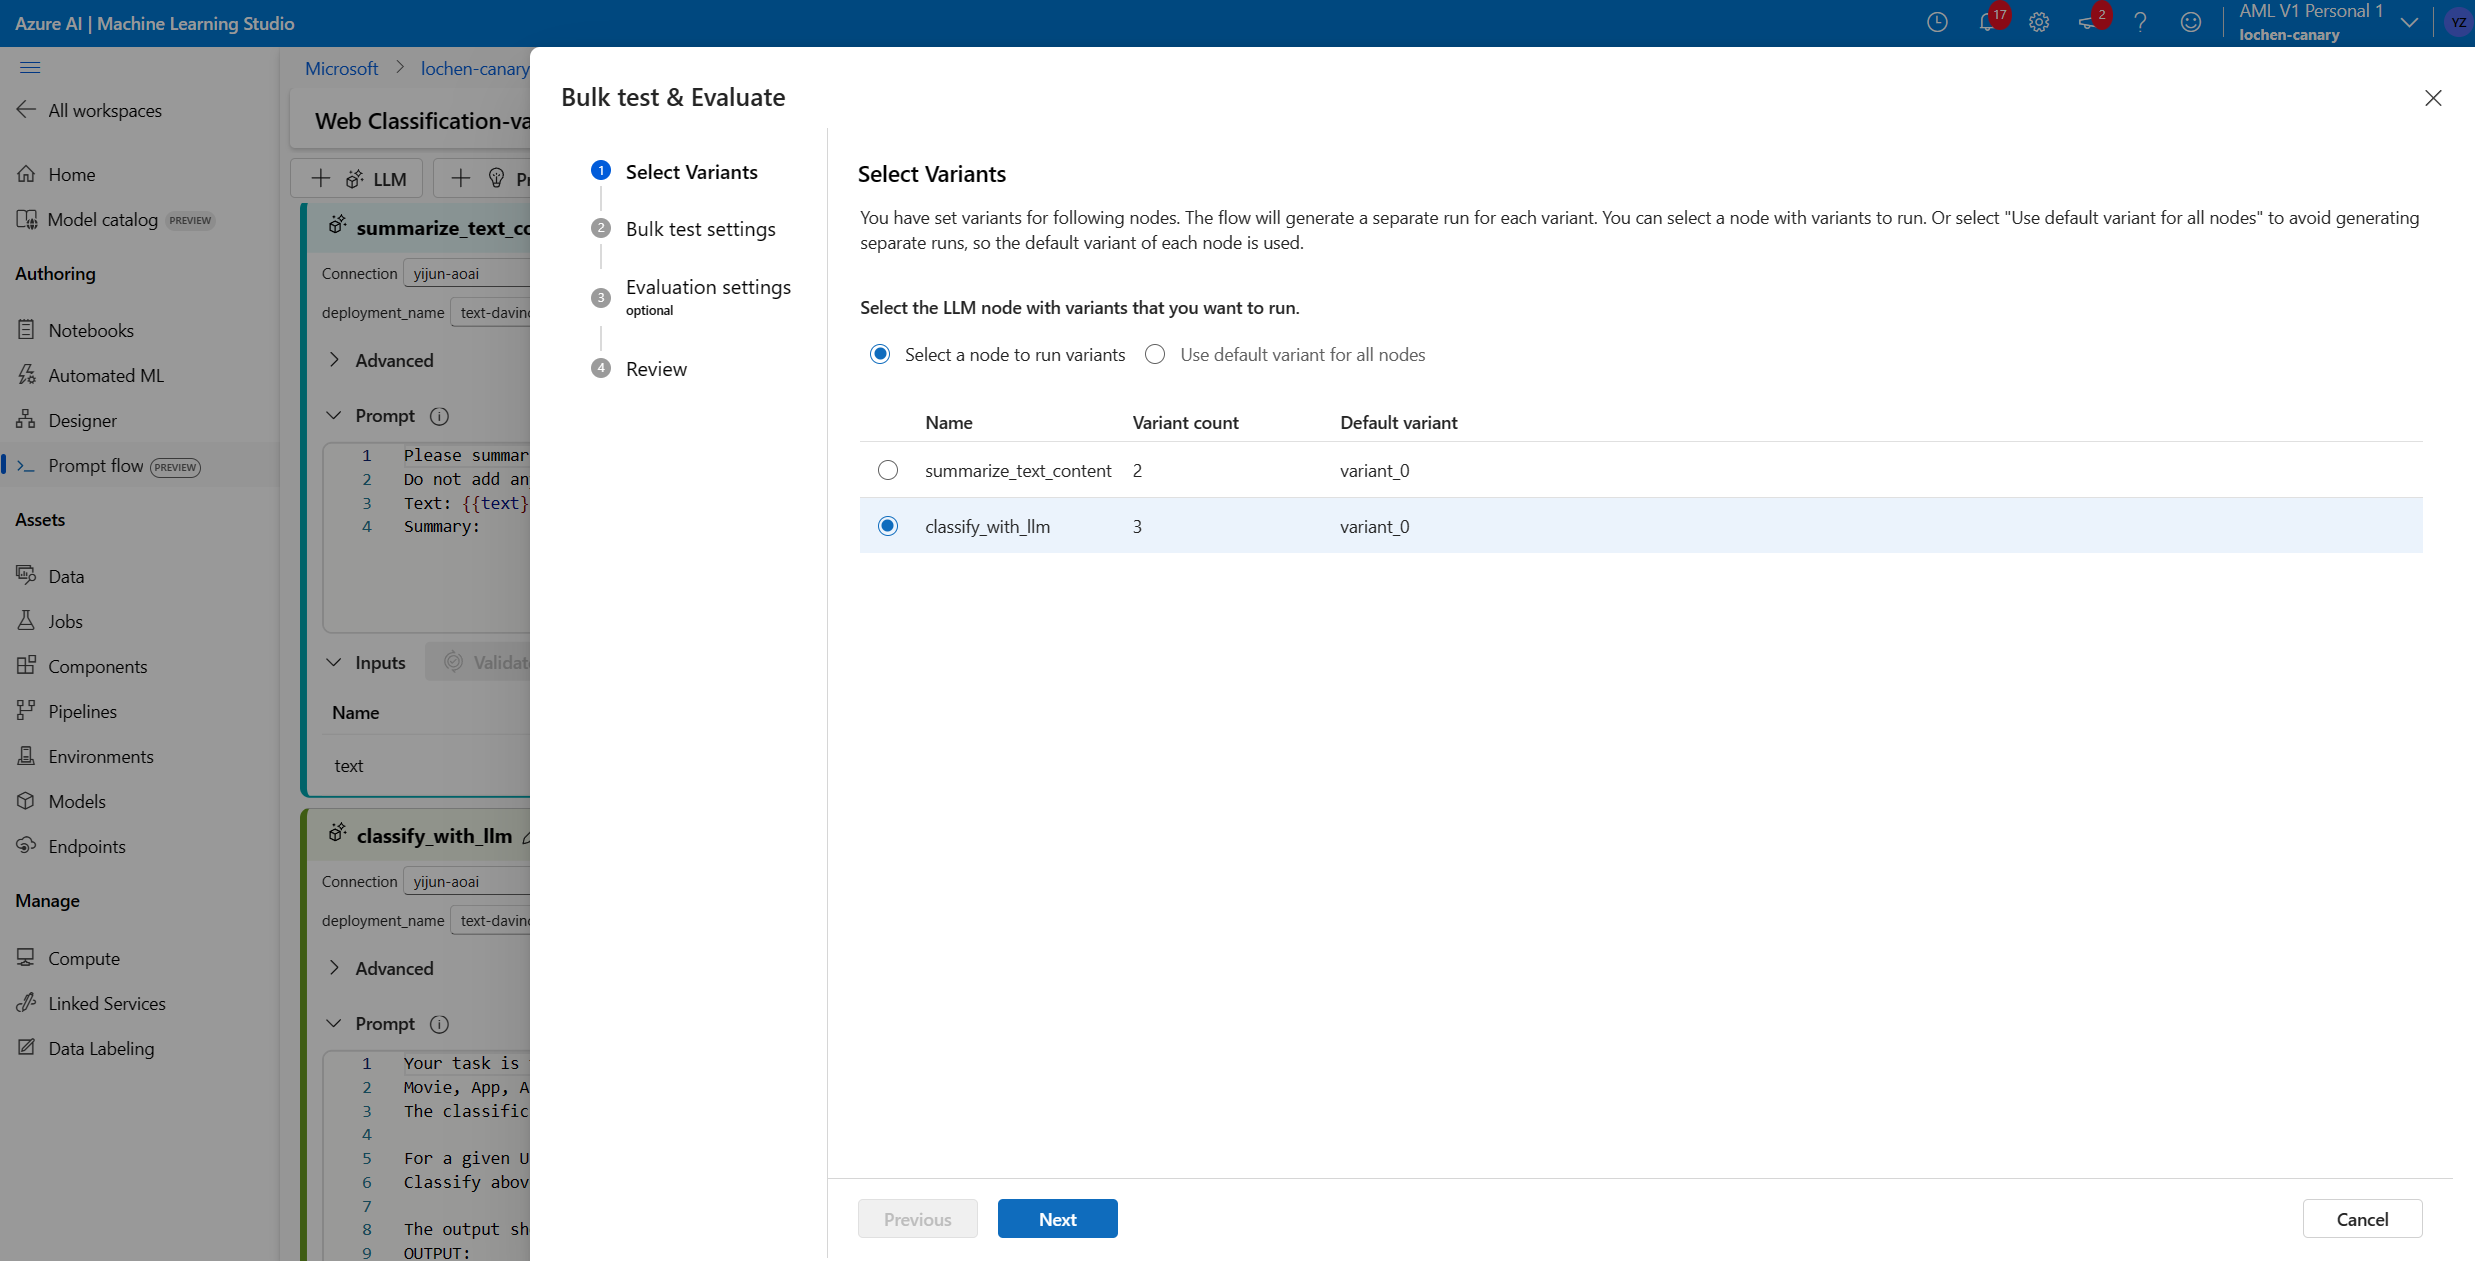 Azure AI | Machine Learning Studio
17
2
AML V1 Personal 1
lochen-canary
YZ
All workspaces
Home
Model catalog PREVIEW
Authoring
Notebooks
Automated ML
Designer
Prompt flow PREVIEW
Assets
Data
Jobs
Components
Pipelines
Environments
Models
Endpoints
Manage
Compute
Linked Services
Data Labeling
Microsoft > lochen-canary
Web Classification-va
LLM
summarize_text_co
Connection yijun-aoai
deployment_name text-davin
Advanced
Prompt
1 Please summar
2 Do not add an
3 Text: {{text}
4 Summary:
Inputs Validat
Name
text
classify_with_llm
Connection yijun-aoai
deployment_name text-davin
Advanced
Prompt
1 Your task is
2 Movie, App, A
3 The classific
4
5 For a given U
6 Classify abov
7
8 The output sh
9 OUTPUT:
Bulk test & Evaluate
1 Select Variants
2 Bulk test settings
3 Evaluation settings
optional
4 Review
Select Variants
You have set variants for following nodes. The flow will generate a separate run for each variant. You can select a node with variants to run. Or select "Use default variant for all nodes" to avoid generating
separate runs, so the default variant of each node is used.
Select the LLM node with variants that you want to run.
Select a node to run variants Use default variant for all nodes
Name Variant count Default variant
summarize_text_content 2 variant_0
classify_with_llm 3 variant_0
Previous Next Cancel